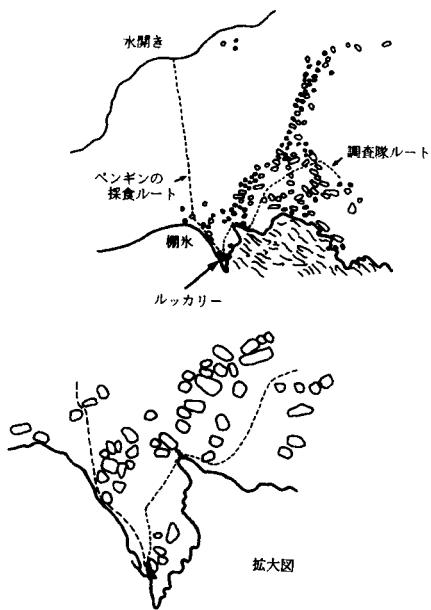 水開き
調査隊ルート
ペンギンの
採食ルート
棚氷
ルッカリー
拡大図